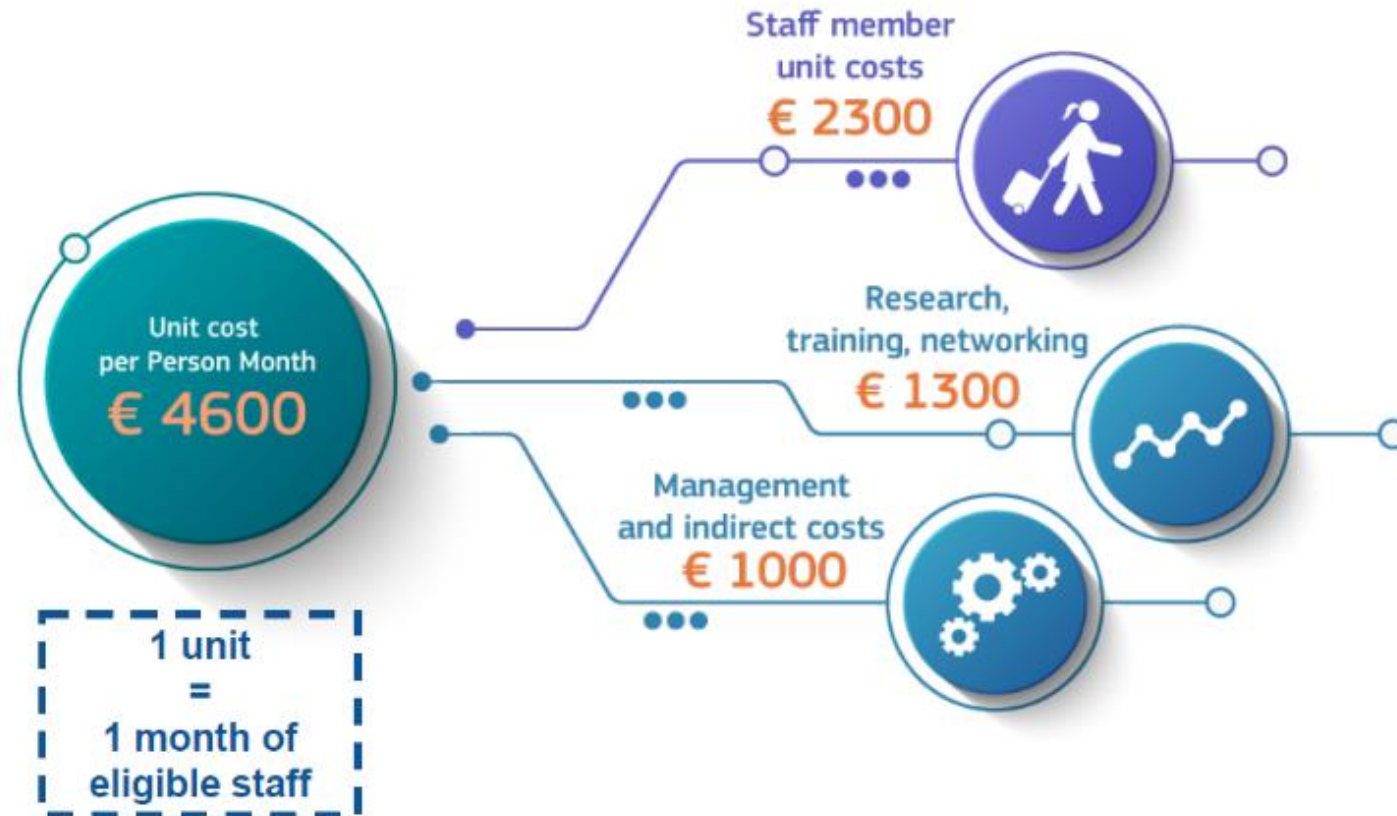 Staff member
unit costs
€ 2300
Unit cost
per Person Month
€ 4600
Research,
training, networking
€ 1300
Management
and indirect costs
€ 1000
1 unit
=
1 month of
eligible staff